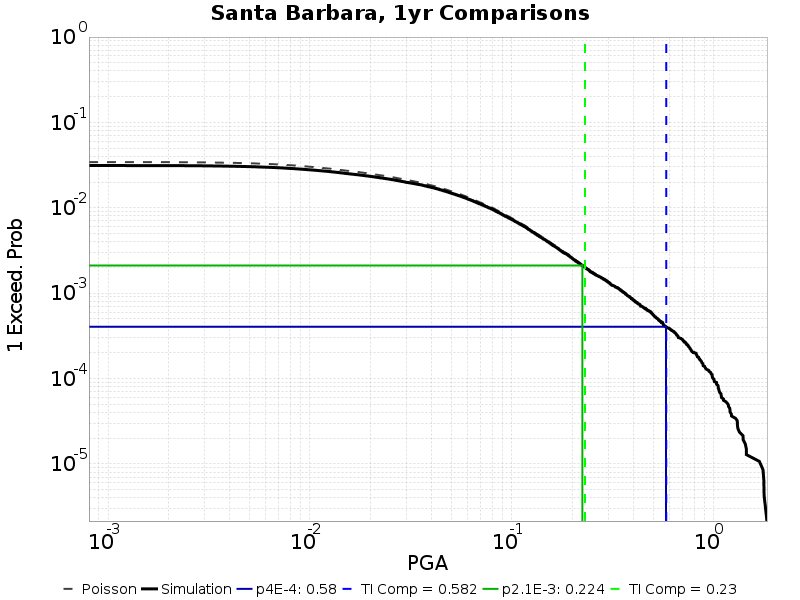 Santa Barbara, 1yr Comparisons
10^0
10^-1
10^-2
10^-3
10^-4
10^-5
1 Exceed. Prob
10^-3 10^-2 10^-1 10^0
PGA
Poisson Simulation p4E-4: 0.58 TI Comp = 0.582 p2.1E-3: 0.224 TI Comp = 0.23